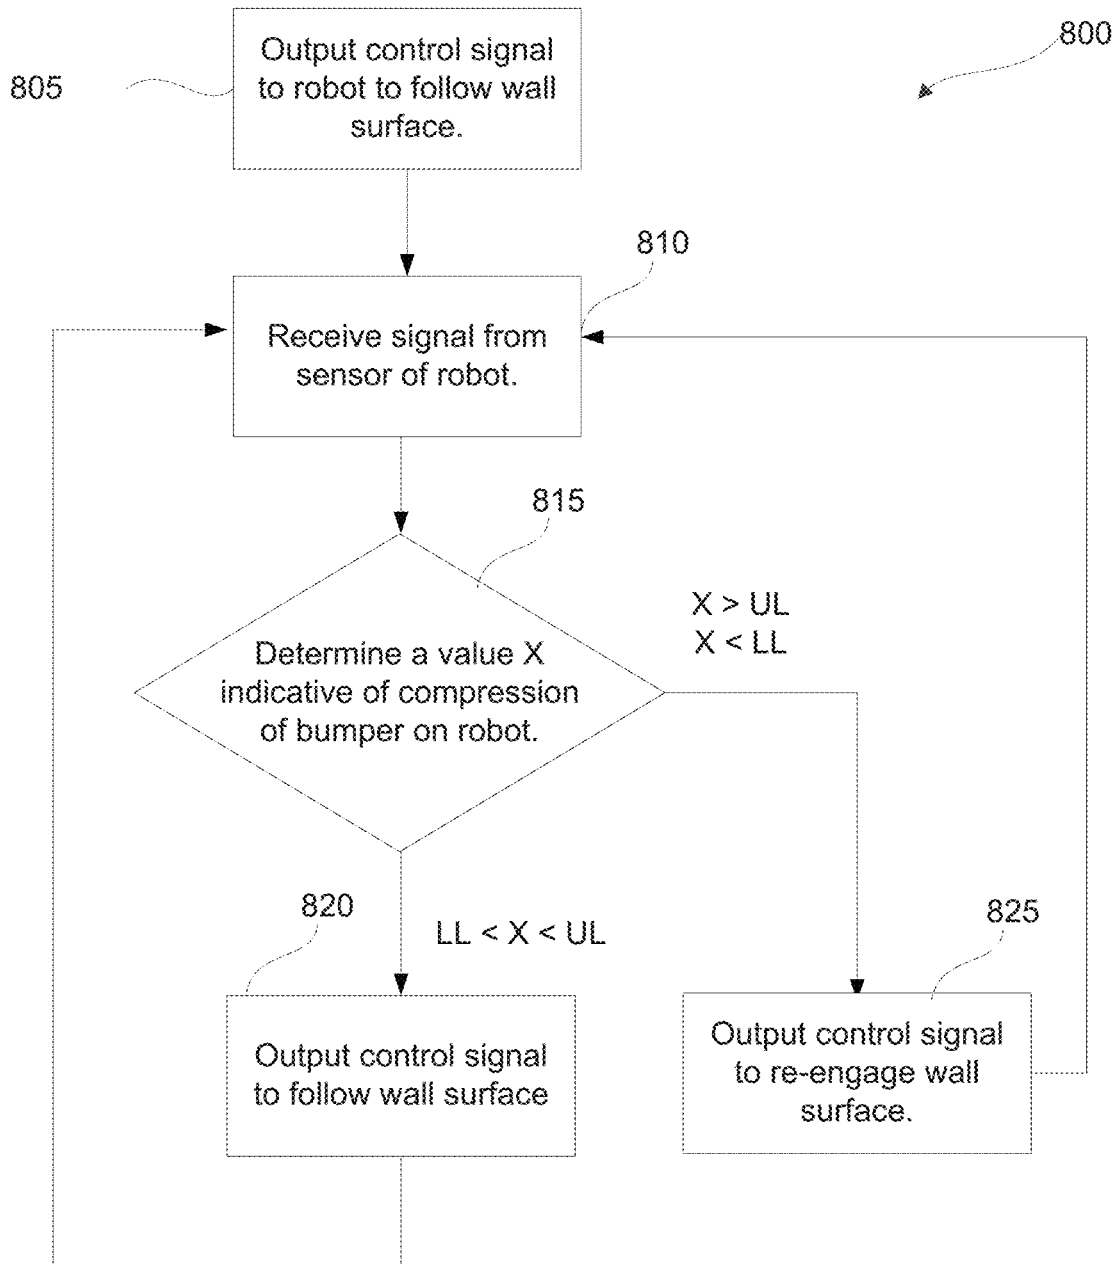 Output control signal
to robot to follow wall
surface.
800
805
810
Receive signal from
sensor of robot.
815
X > UL
X < LL
Determine a value X
indicative of compression
of bumper on robot.
820
LL < X < UL
825
Output control signal
to follow wall surface
Output control signal
to re-engage wall
surface.